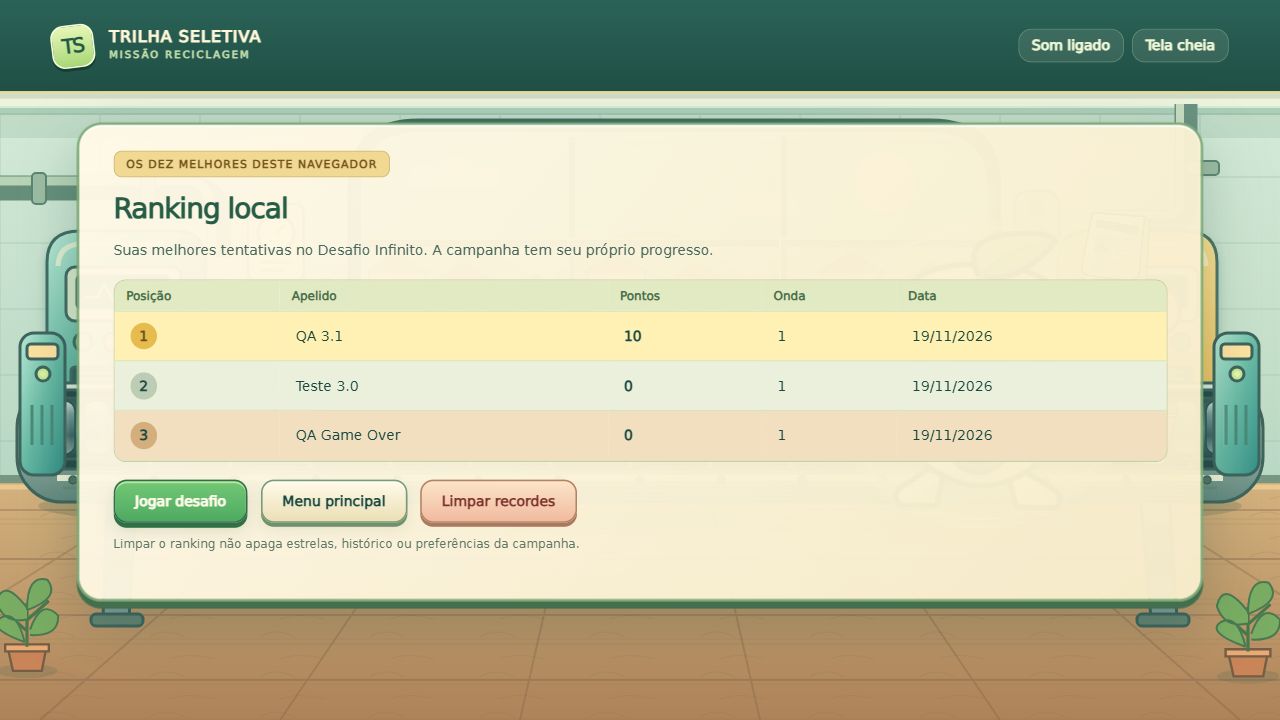 TS
TRILHA SELETIVA
MISSÃO RECICLAGEM
Som ligado
Tela cheia
OS DEZ MELHORES DESTE NAVEGADOR
Ranking local
Suas melhores tentativas no Desafio Infinito. A campanha tem seu próprio progresso.
Posição Apelido Pontos Onda Data
1 QA 3.1 10 1 19/11/2026
2 Teste 3.0 0 1 19/11/2026
3 QA Game Over 0 1 19/11/2026
Jogar desafio
Menu principal
Limpar recordes
Limpar o ranking não apaga estrelas, histórico ou preferências da campanha.